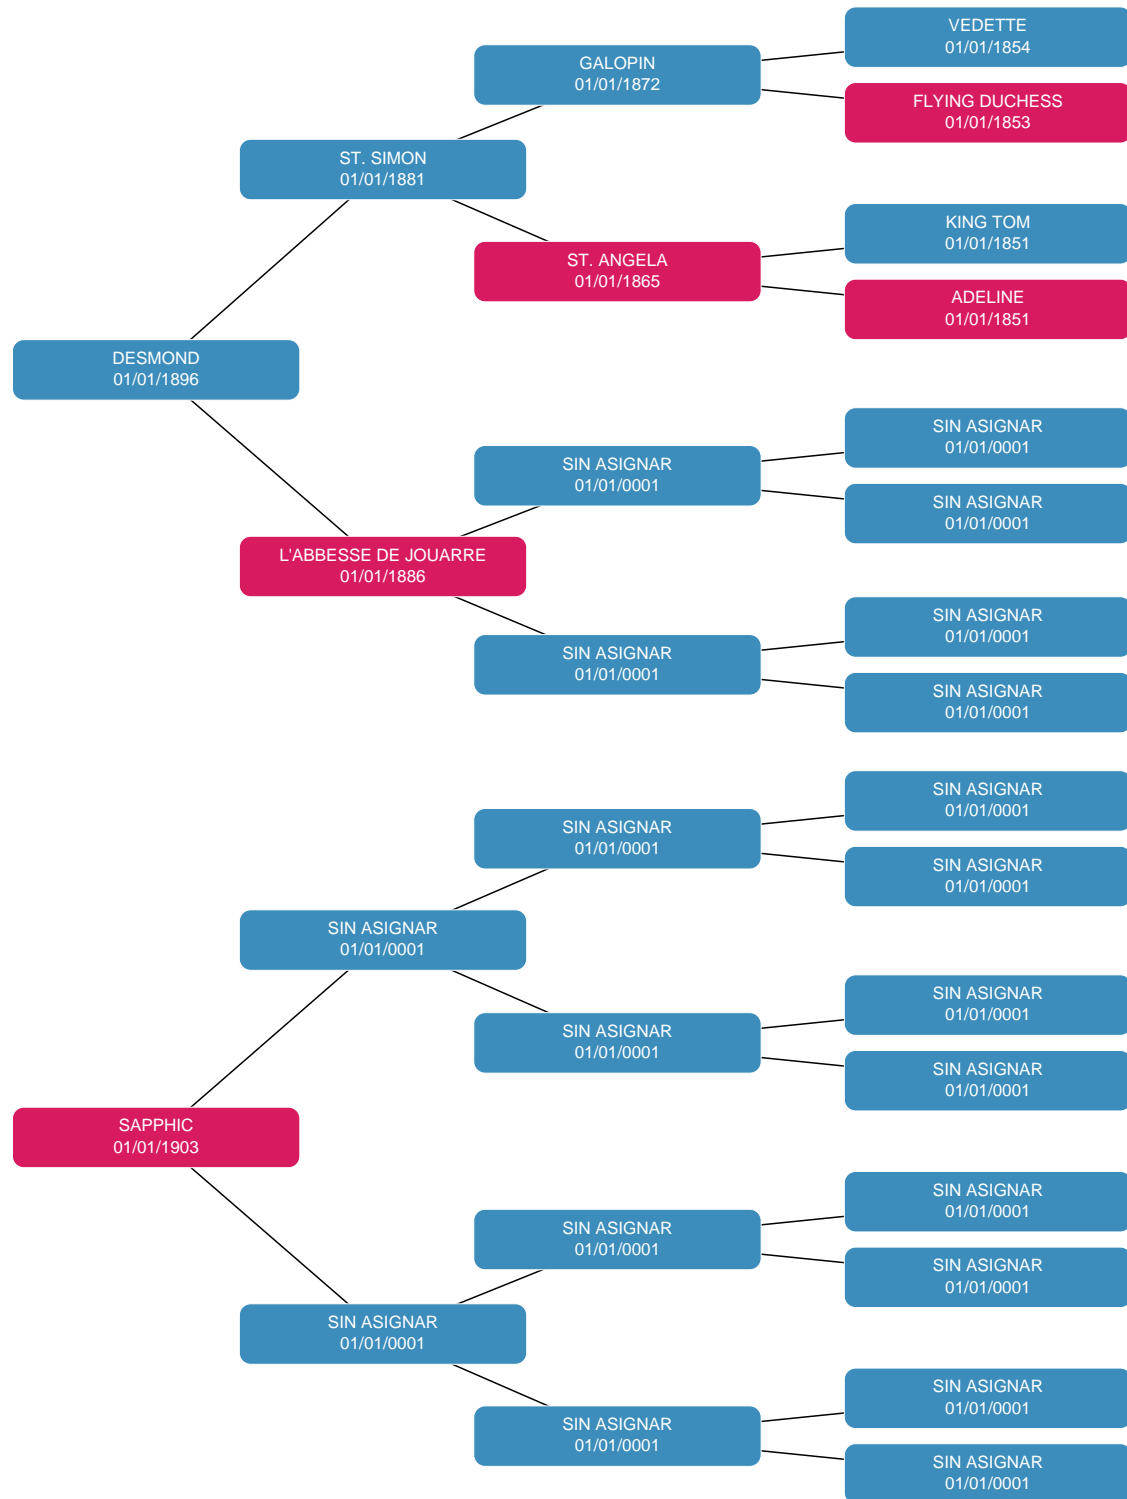 VEDETTE
01/01/1854
GALOPIN
01/01/1872
FLYING DUCHESS
01/01/1853
ST. SIMON
01/01/1881
KING TOM
01/01/1851
ST. ANGELA
01/01/1865
ADELINE
01/01/1851
DESMOND
01/01/1896
SIN ASIGNAR
01/01/0001
SIN ASIGNAR
01/01/0001
SIN ASIGNAR
01/01/0001
L'ABBESSE DE JOUARRE
01/01/1886
SIN ASIGNAR
01/01/0001
SIN ASIGNAR
01/01/0001
SIN ASIGNAR
01/01/0001
SIN ASIGNAR
01/01/0001
SIN ASIGNAR
01/01/0001
SIN ASIGNAR
01/01/0001
SIN ASIGNAR
01/01/0001
SIN ASIGNAR
01/01/0001
SIN ASIGNAR
01/01/0001
SIN ASIGNAR
01/01/0001
SAPPHIC
01/01/1903
SIN ASIGNAR
01/01/0001
SIN ASIGNAR
01/01/0001
SIN ASIGNAR
01/01/0001
SIN ASIGNAR
01/01/0001
SIN ASIGNAR
01/01/0001
SIN ASIGNAR
01/01/0001
SIN ASIGNAR
01/01/0001